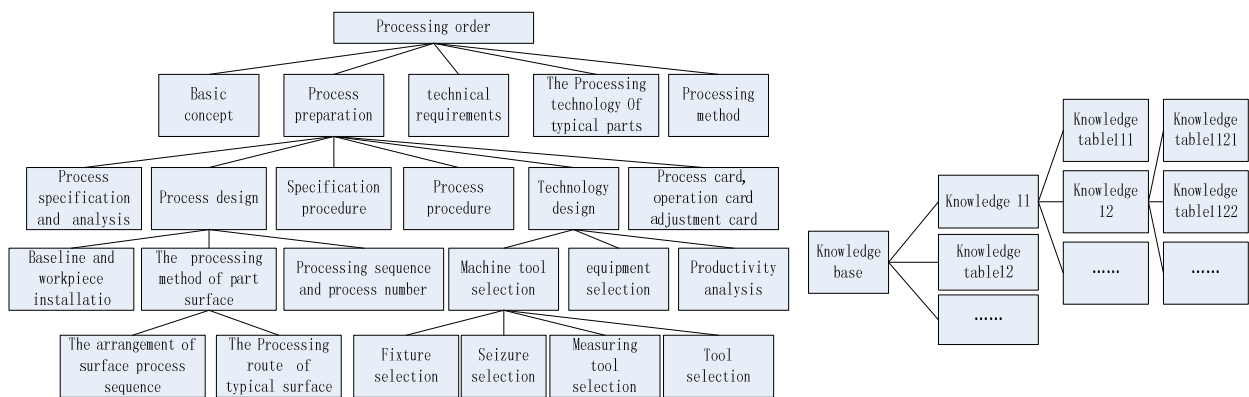 Processing order
Basic
concept
Process
preparation
technical
requirements
The Processing
technology Of
typical parts
Processing
method
Process
specification
and analysis
Process design
Specification
procedure
Process
procedure
Technology
design
Process card,
operation card
adjustment card
Baseline and
workpiece
installatio
The processing
method of part
surface
Processing sequence
and process number
Machine tool
selection
equipment
selection
Productivity
analysis
The arrangement of
surface process
sequence
The Processing
route of
typical surface
Fixture
selection
Seizure
selection
Measuring
tool
selection
Tool
selection
Knowledge
base
Knowledge 11
Knowledge
table12
......
Knowledge
table111
Knowledge
12
......
Knowledge
table1121
Knowledge
table1122
......